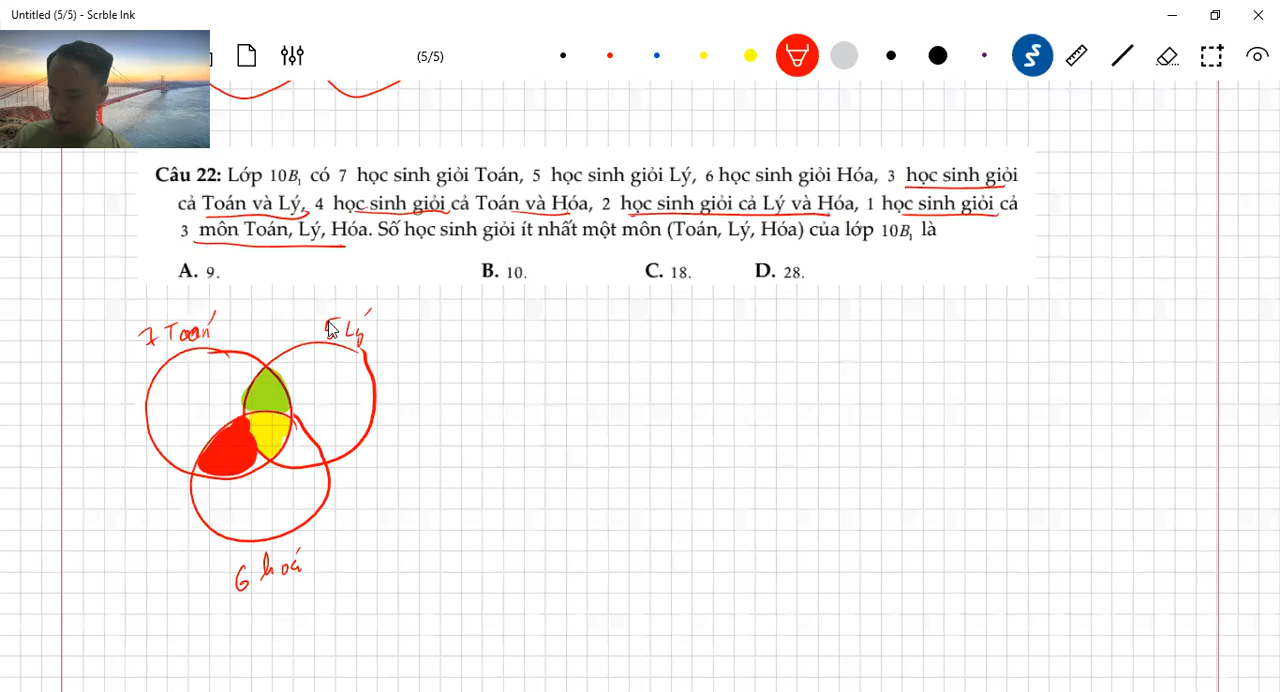 Untitled (5/5) - Scrble Ink
(5/5)
Câu 22: Lớp 10B₁ có 7 học sinh giỏi Toán, 5 học sinh giỏi Lý, 6 học sinh giỏi Hóa, 3 học sinh giỏi
cả Toán và Lý, 4 học sinh giỏi cả Toán và Hóa, 2 học sinh giỏi cả Lý và Hóa, 1 học sinh giỏi cả
3 môn Toán, Lý, Hóa. Số học sinh giỏi ít nhất một môn (Toán, Lý, Hóa) của lớp 10B₁ là
A. 9. B. 10. C. 18. D. 28.
7 Toán 5 Lý
6 hoá